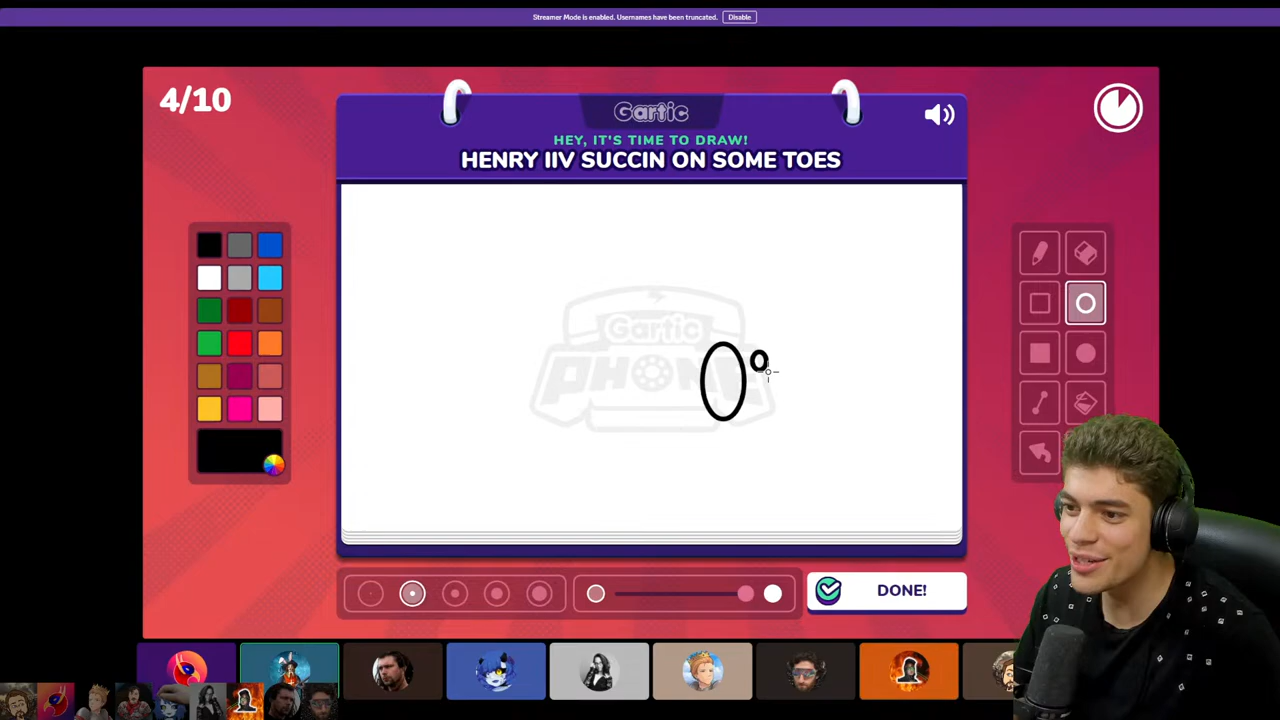 Streamer Mode is enabled. Usernames have been truncated. Disable
4/10
Gartic
HEY, IT'S TIME TO DRAW!
HENRY IIV SUCCIN ON SOME TOES
Gartic
PHONE
DONE!